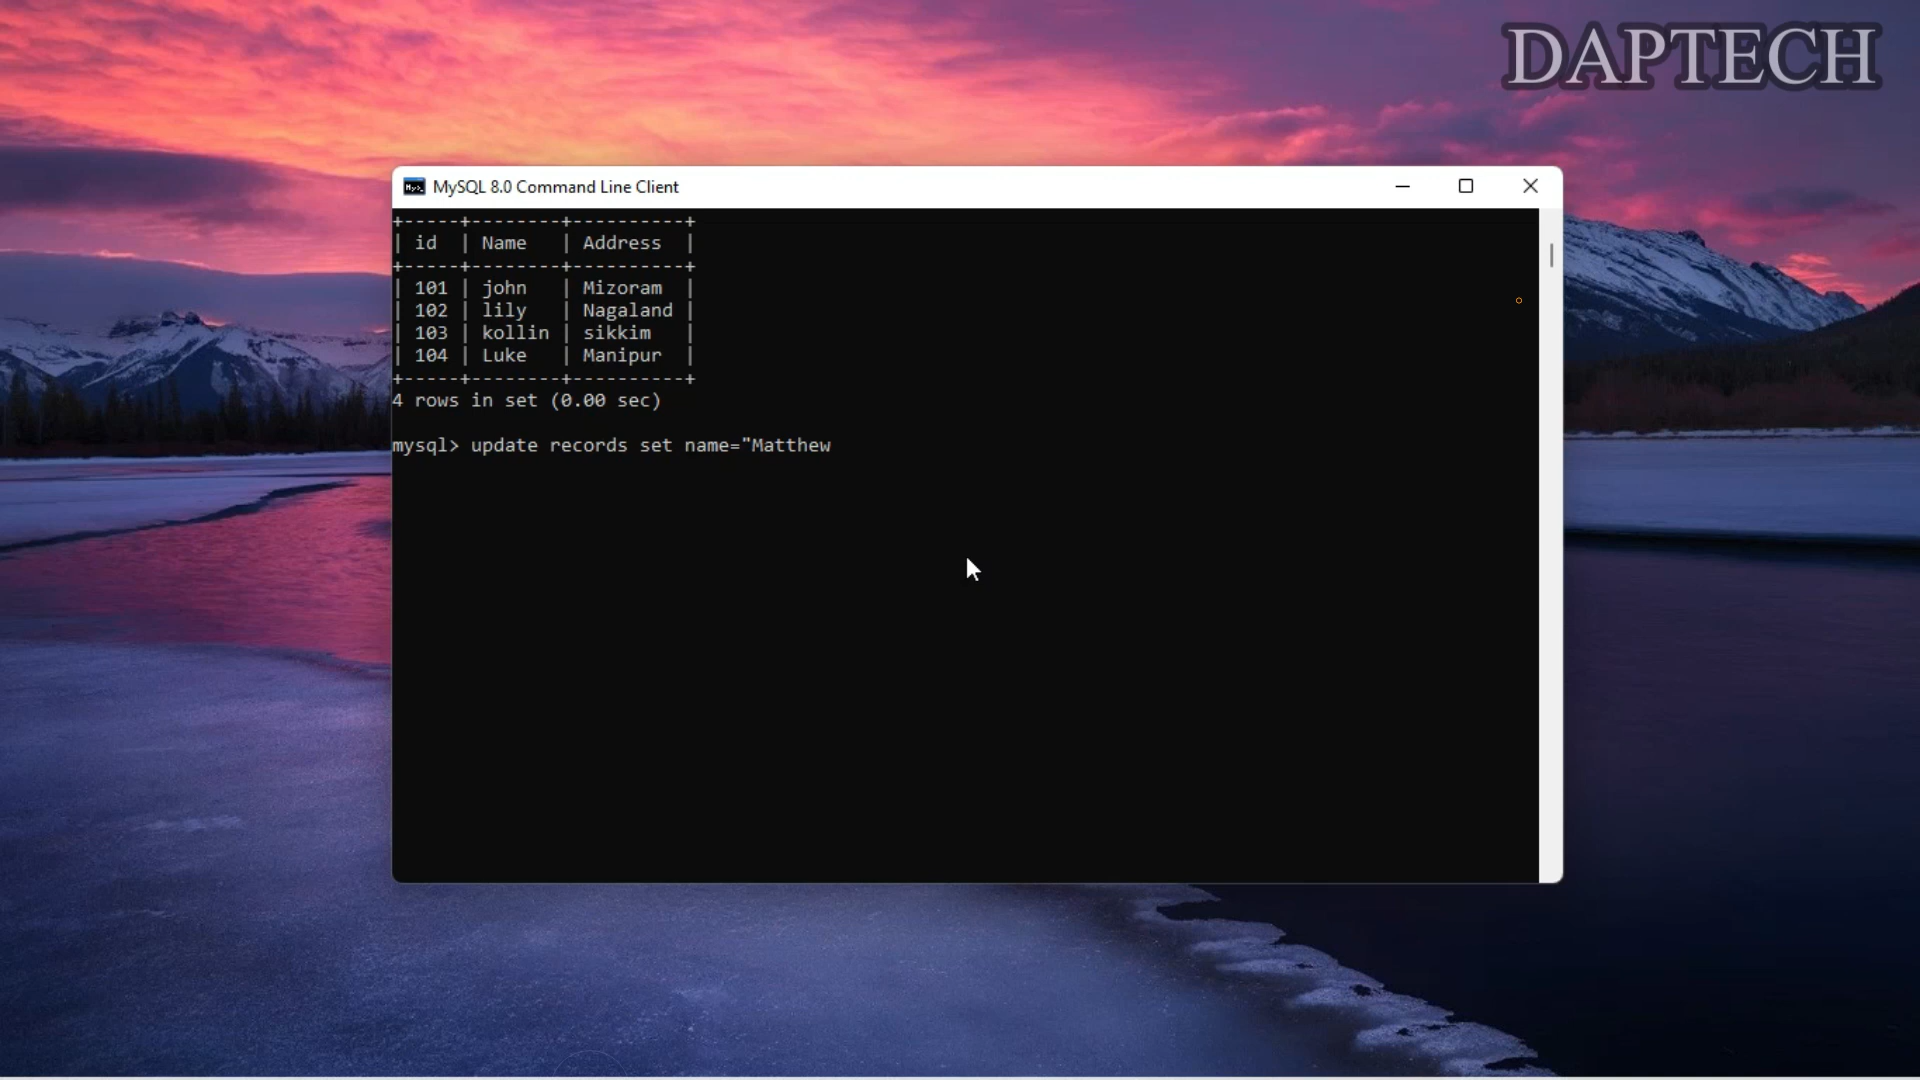 DAPTECH
MySQL 8.0 Command Line Client
+-----+--------+----------+
| id  | Name   | Address  |
+-----+--------+----------+
| 101 | john   | Mizoram  |
| 102 | lily   | Nagaland |
| 103 | kollin | sikkim   |
| 104 | Luke   | Manipur  |
+-----+--------+----------+
4 rows in set (0.00 sec)
mysql> update records set name="Matthew